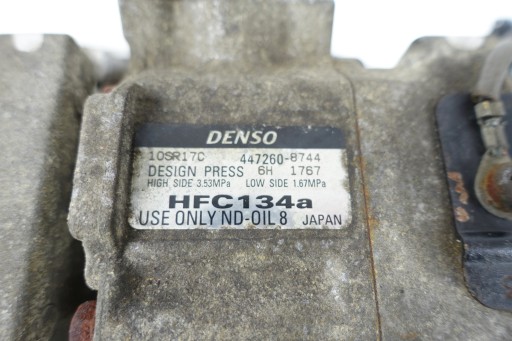 DENSO
10SR17C 447260-8744
DESIGN PRESS 6H 1767
HIGH SIDE 3.53MPa LOW SIDE 1.67MPa
HFC134a
USE ONLY ND-OIL 8 JAPAN